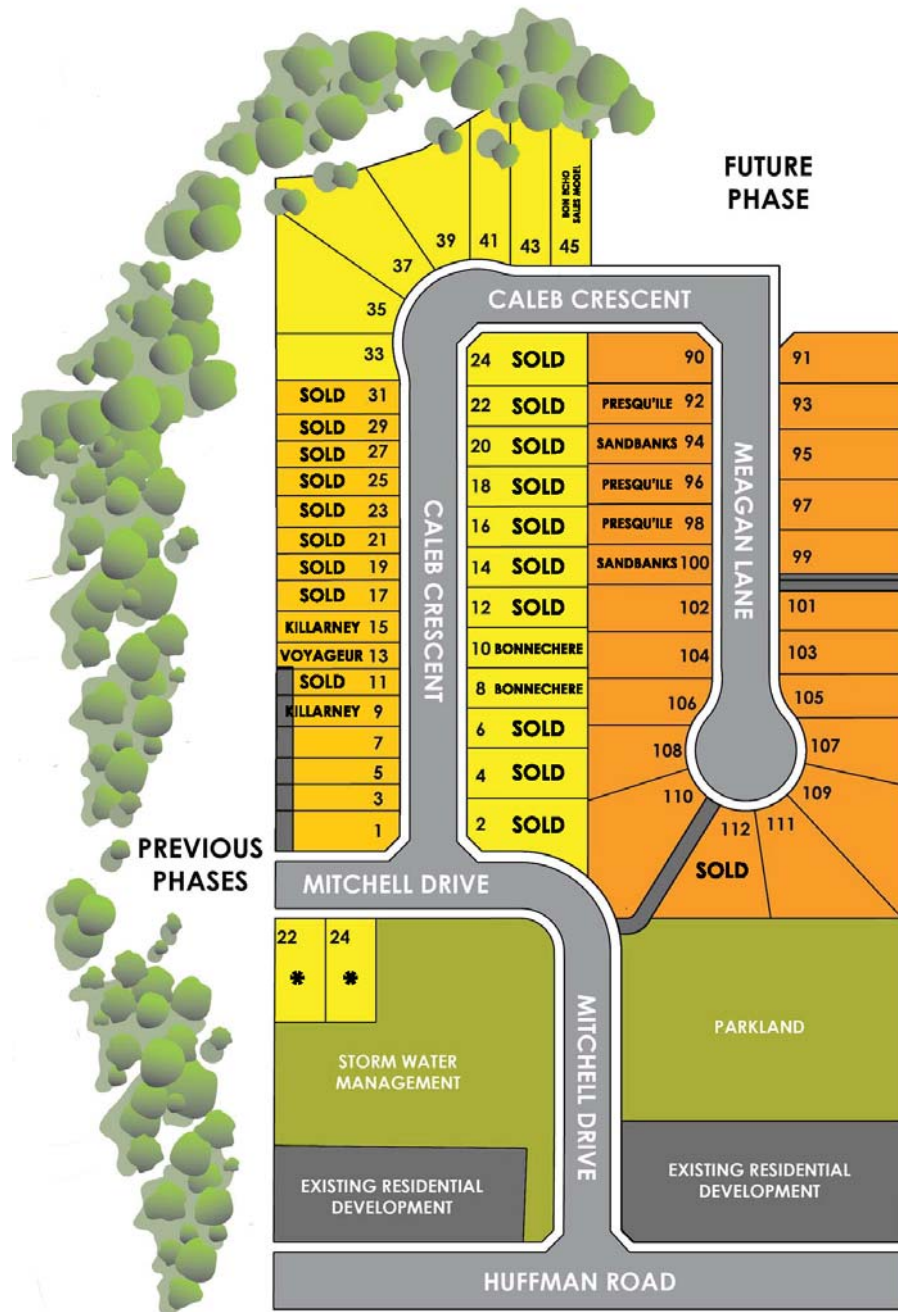 BON ECHO
SALES MODEL
FUTURE
PHASE
39
41
43
45
37
35
33
CALEB CRESCENT
SOLD 31
SOLD 29
SOLD 27
SOLD 25
SOLD 23
SOLD 21
SOLD 19
SOLD 17
KILLARNEY 15
VOYAGEUR 13
SOLD 11
KILLARNEY 9
7
5
3
1
CALEB CRESCENT
24 SOLD
22 SOLD
20 SOLD
18 SOLD
16 SOLD
14 SOLD
12 SOLD
10 BONNECHERE
8 BONNECHERE
6 SOLD
4 SOLD
2 SOLD
90
PRESQU'ILE 92
SANDBANKS 94
PRESQU'ILE 96
PRESQU'ILE 98
SANDBANKS 100
102
104
106
108
110
112
SOLD
111
109
107
105
103
101
99
97
95
93
91
MEAGAN LANE
PREVIOUS
PHASES
MITCHELL DRIVE
22
*
24
*
STORM WATER
MANAGEMENT
MITCHELL DRIVE
PARKLAND
EXISTING RESIDENTIAL
DEVELOPMENT
EXISTING RESIDENTIAL
DEVELOPMENT
HUFFMAN ROAD